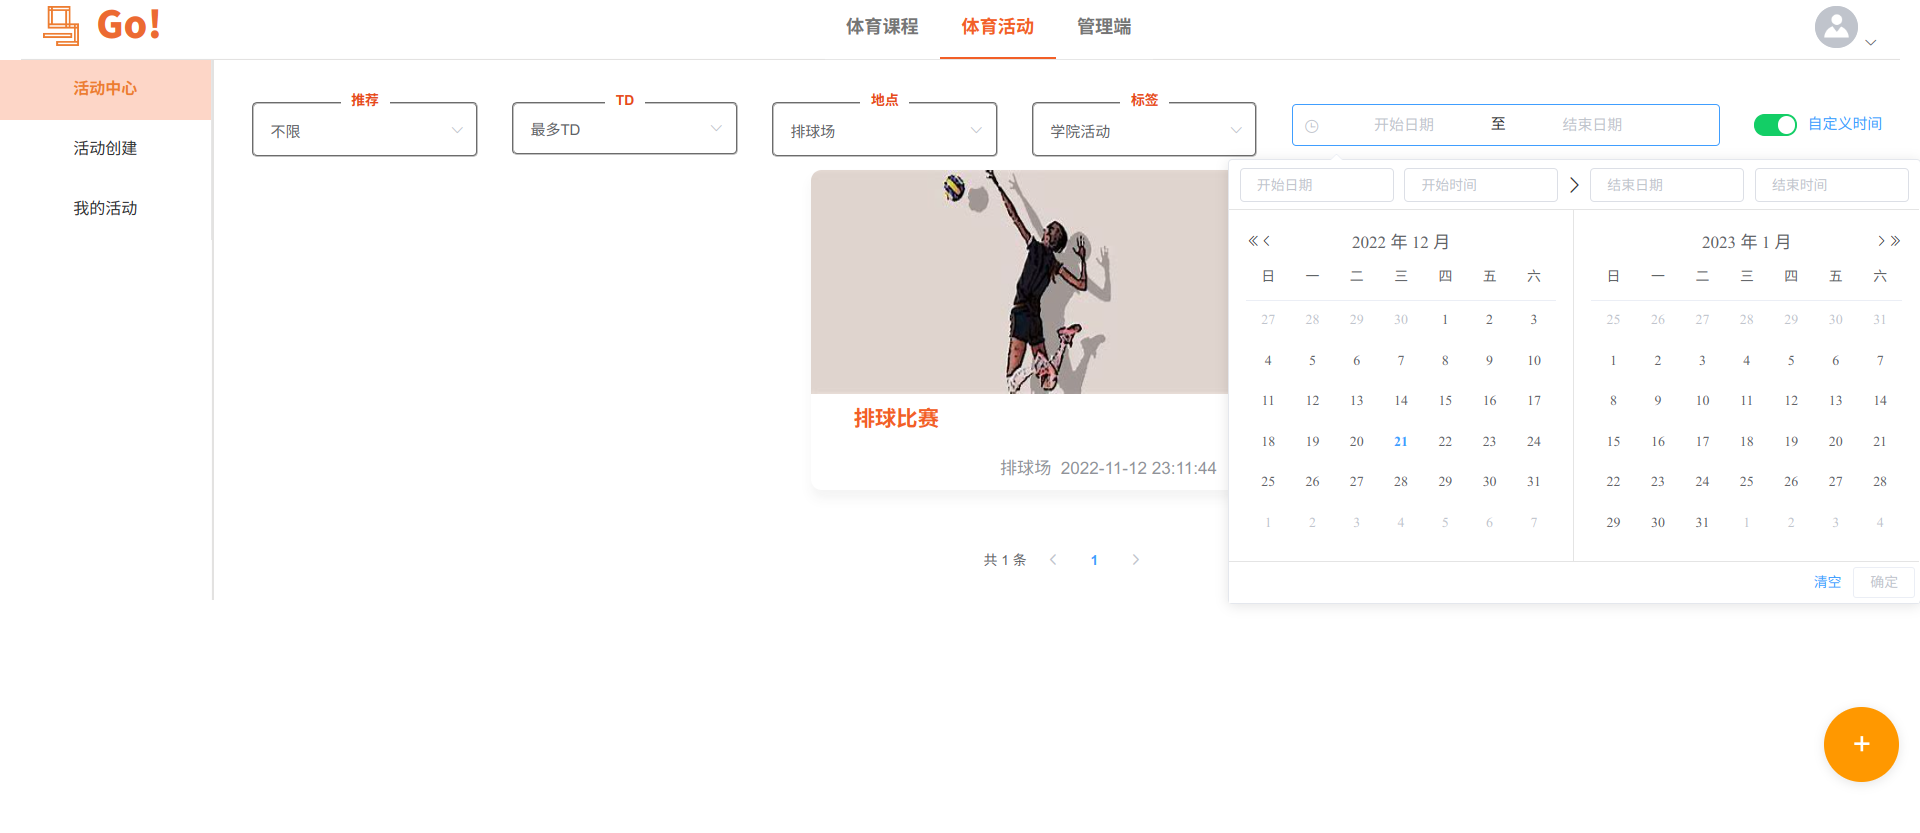 Go!
体育课程 体育活动 管理端
活动中心
活动创建
我的活动
推荐 TD 地点 标签
不限 最多TD 排球场 学院活动 开始日期 至 结束日期 自定义时间
开始日期 开始时间 结束日期 结束时间
2022 年 12 月 2023 年 1 月
日 一 二 三 四 五 六 日 一 二 三 四 五 六
27 28 29 30 1 2 3 25 26 27 28 29 30 31
4 5 6 7 8 9 10 1 2 3 4 5 6 7
11 12 13 14 15 16 17 8 9 10 11 12 13 14
18 19 20 21 22 23 24 15 16 17 18 19 20 21
25 26 27 28 29 30 31 22 23 24 25 26 27 28
1 2 3 4 5 6 7 29 30 31 1 2 3 4
清空 确定
排球比赛
排球场 2022-11-12 23:11:44
共 1 条 1
+